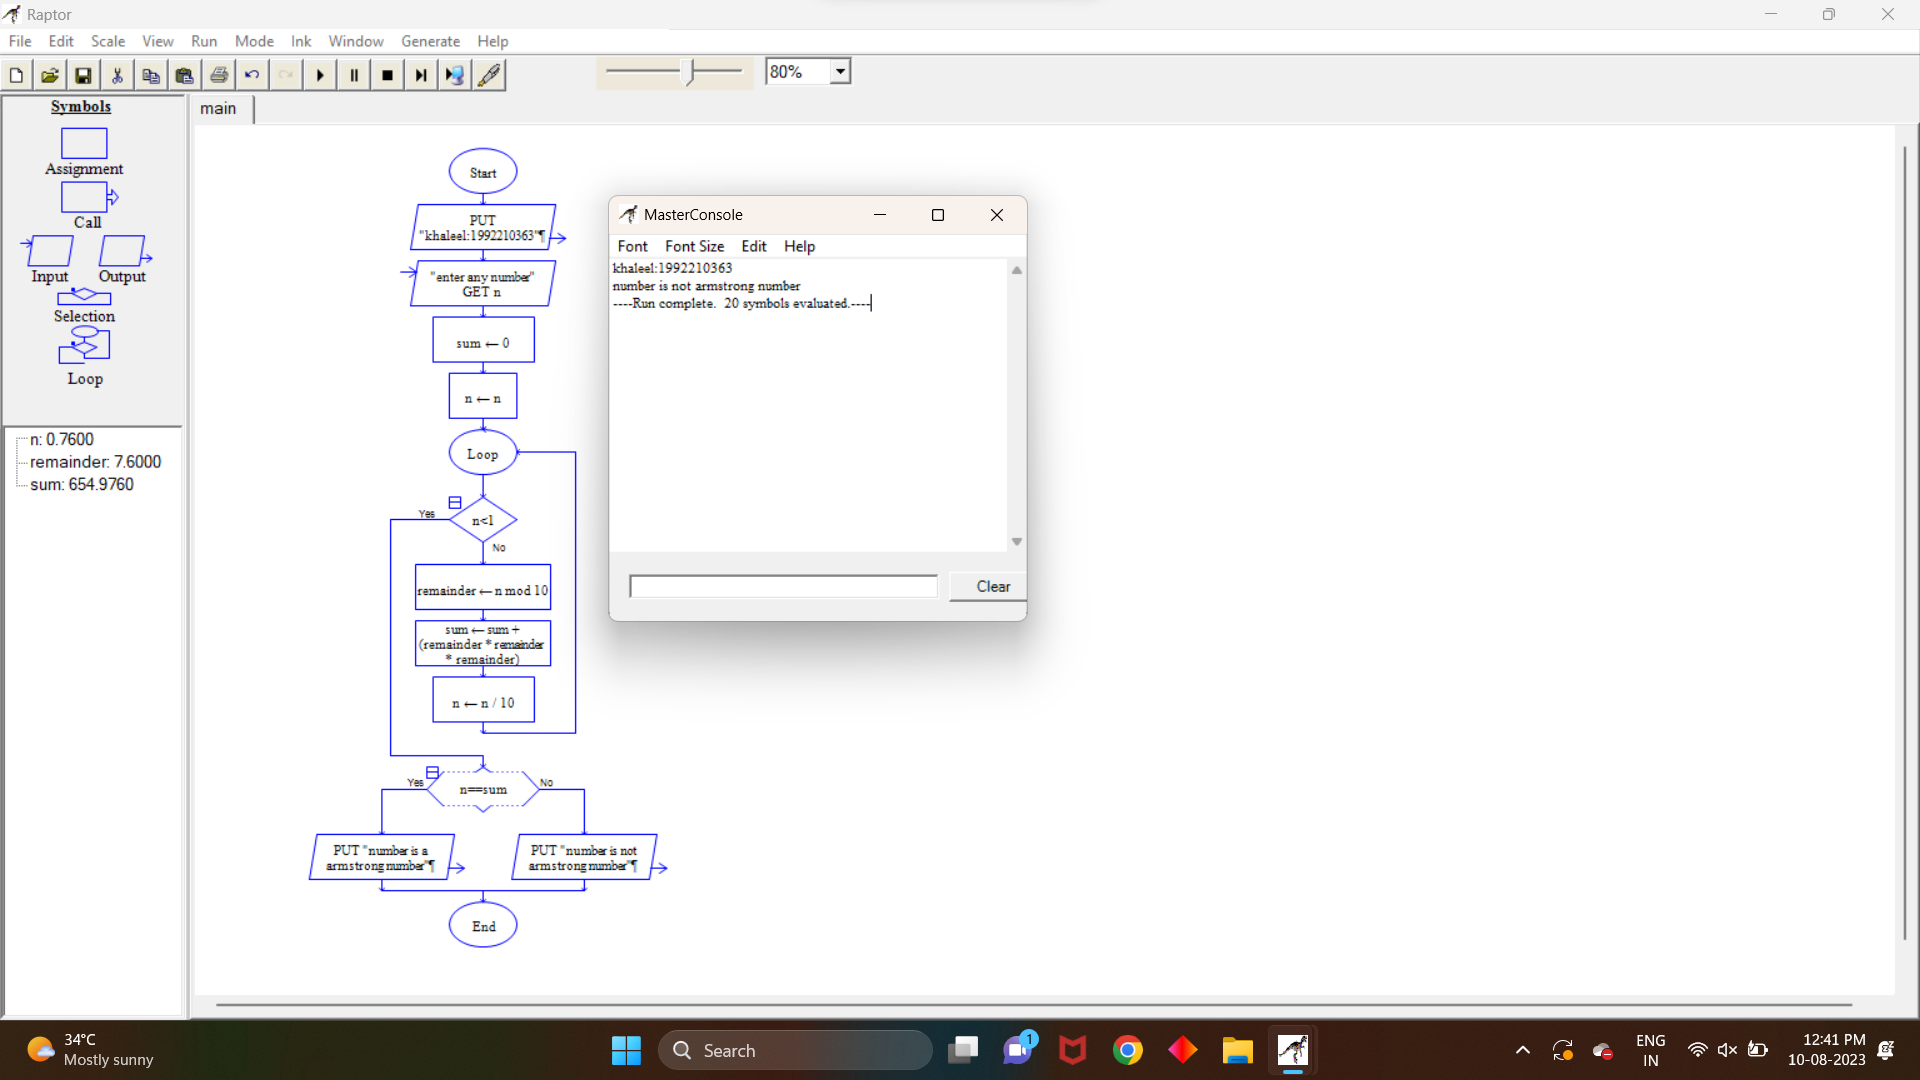 Raptor
File Edit Scale View Run Mode Ink Window Generate Help
80%
Symbols
Assignment
Call
Input Output
Selection
Loop
n: 0.7600
remainder: 7.6000
sum: 654.9760
main
Start
PUT
"khaleel:1992210363"¶
"enter any number"
GET n
sum ← 0
n ← n
Loop
Yes
n<1
No
remainder ← n mod 10
sum ← sum +
(remainder * remainder
* remainder)
n ← n / 10
Yes
n==sum
No
PUT "number is a
armstrong number"¶
PUT "number is not
armstrong number"¶
End
MasterConsole
Font Font Size Edit Help
khaleel:1992210363
number is not armstrong number
----Run complete. 20 symbols evaluated.----
Clear
34°C
Mostly sunny
Search
1
ENG
IN
12:41 PM
10-08-2023